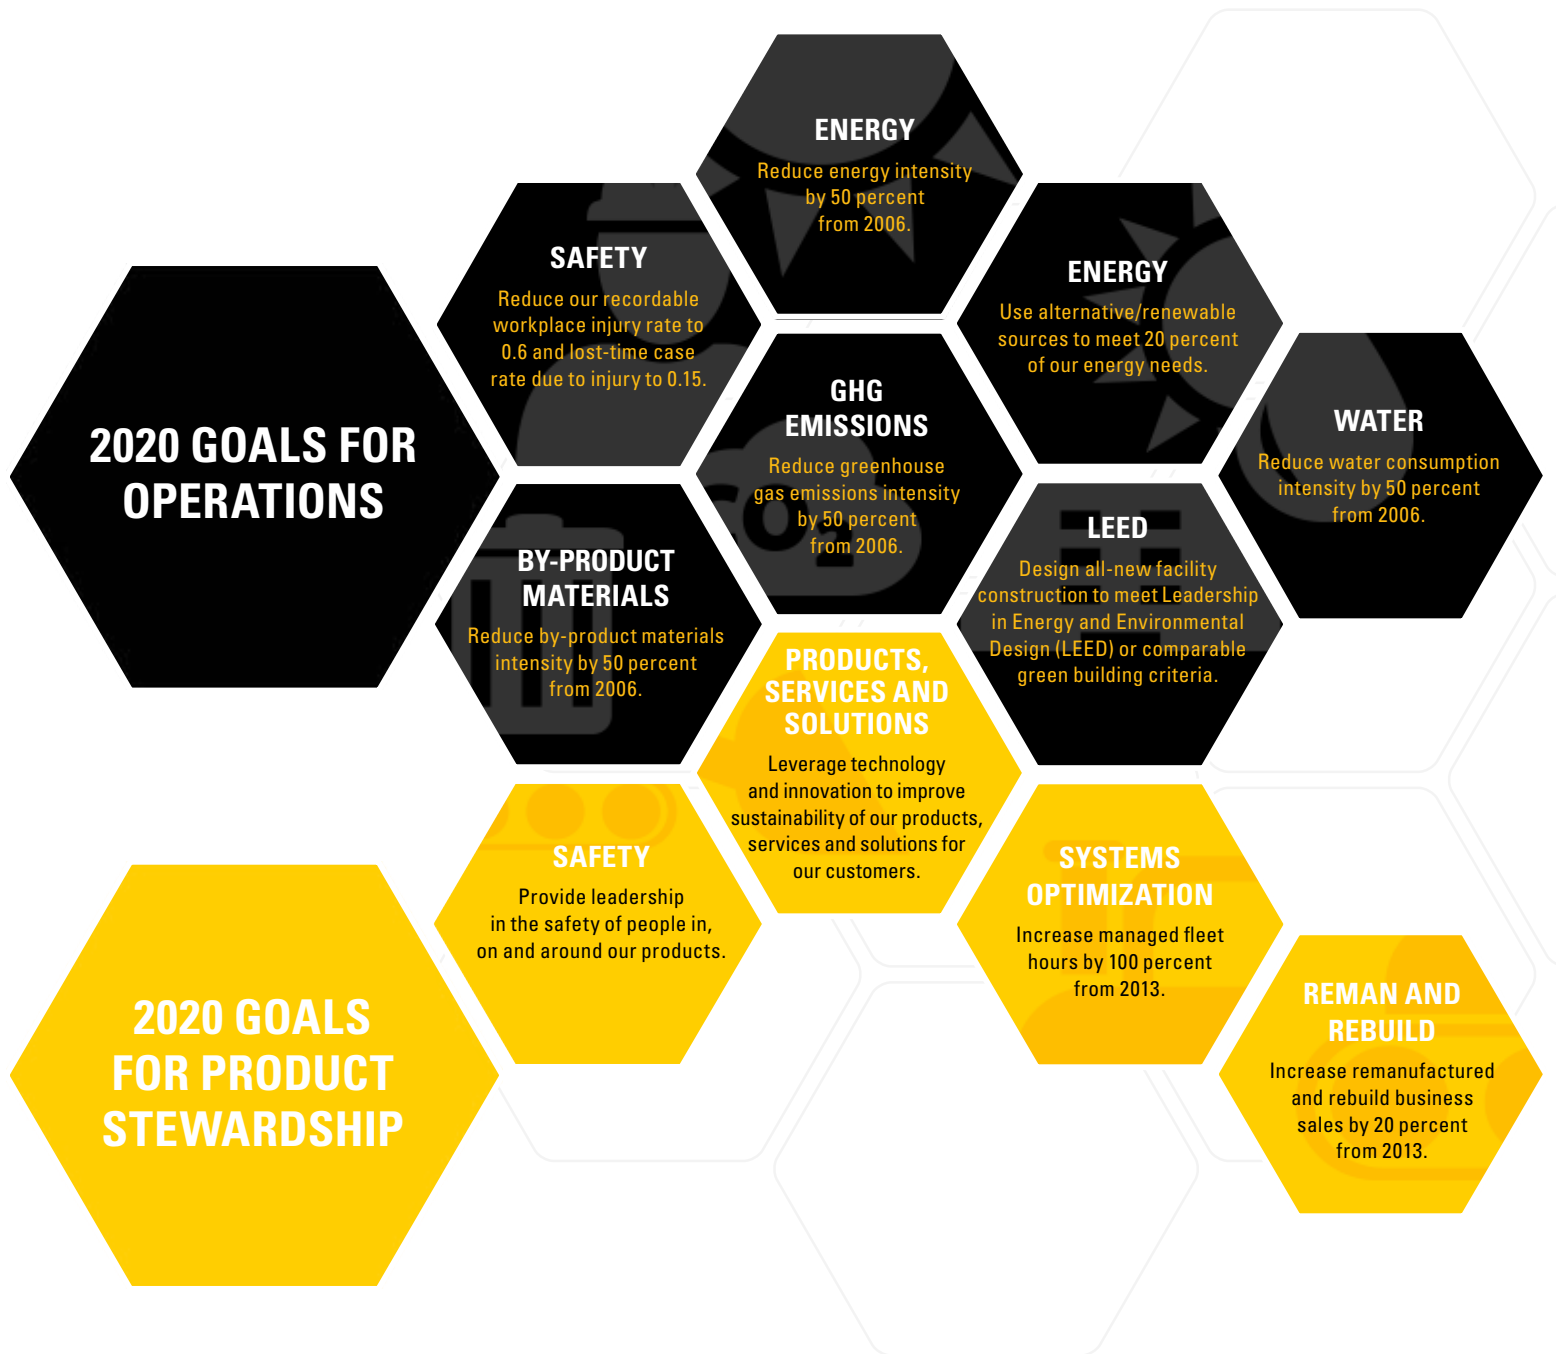 2020 GOALS FOR
OPERATIONS
SAFETY
Reduce our recordable
workplace injury rate to
0.6 and lost-time case
rate due to injury to 0.15.
ENERGY
Reduce energy intensity
by 50 percent
from 2006.
ENERGY
Use alternative/renewable
sources to meet 20 percent
of our energy needs.
GHG
EMISSIONS
Reduce greenhouse
gas emissions intensity
by 50 percent
from 2006.
CO2
WATER
Reduce water consumption
intensity by 50 percent
from 2006.
BY-PRODUCT
MATERIALS
Reduce by-product materials
intensity by 50 percent
from 2006.
LEED
Design all-new facility
construction to meet Leadership
in Energy and Environmental
Design (LEED) or comparable
green building criteria.
2020 GOALS
FOR PRODUCT
STEWARDSHIP
SAFETY
Provide leadership
in the safety of people in,
on and around our products.
PRODUCTS,
SERVICES AND
SOLUTIONS
Leverage technology
and innovation to improve
sustainability of our products,
services and solutions for
our customers.
SYSTEMS
OPTIMIZATION
Increase managed fleet
hours by 100 percent
from 2013.
REMAN AND
REBUILD
Increase remanufactured
and rebuild business
sales by 20 percent
from 2013.